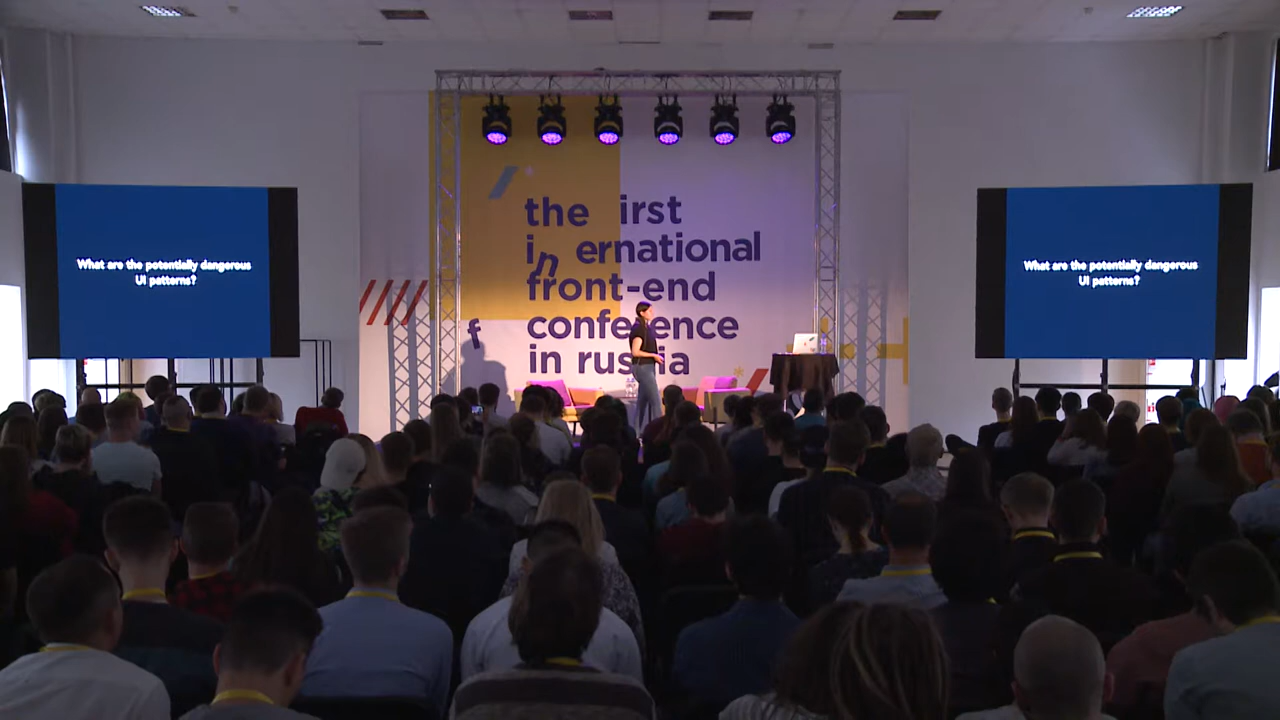 What are the potentially dangerous
UI patterns?
the irst
in ernational
front-end
conference
in russia
f
What are the potentially dangerous
UI patterns?